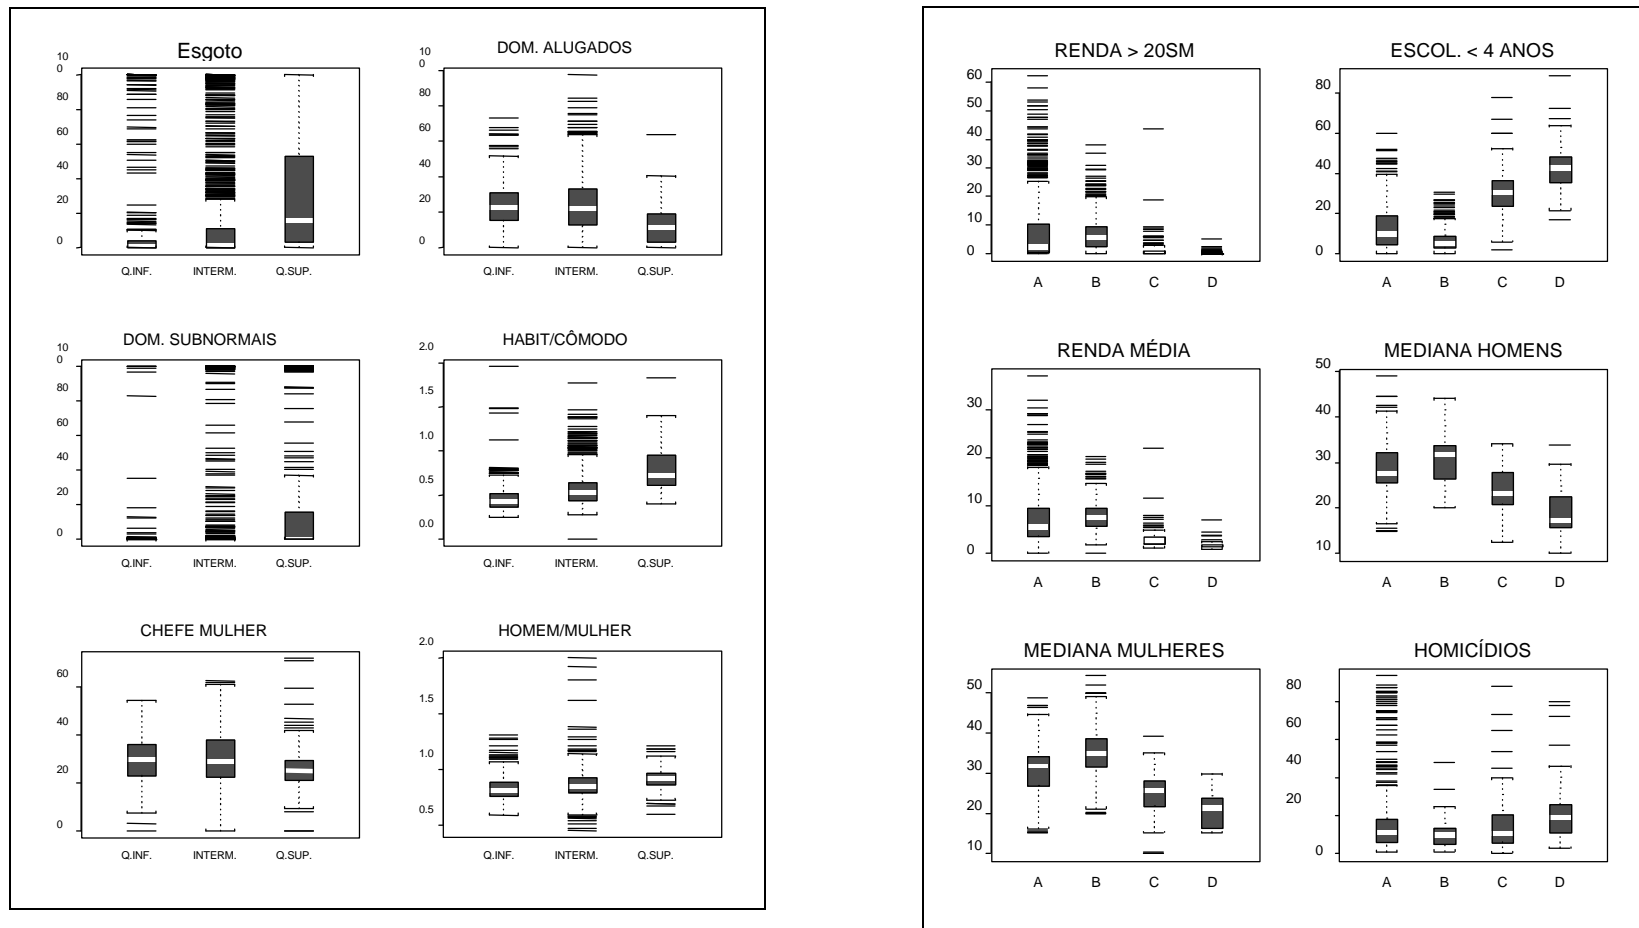 Esgoto
10
0
80
60
40
20
0
Q.INF. INTERM. Q.SUP.
DOM. ALUGADOS
10
0
80
60
40
20
0
Q.INF. INTERM. Q.SUP.
DOM. SUBNORMAIS
10
0
80
60
40
20
0
Q.INF. INTERM. Q.SUP.
HABIT/CÔMODO
2.0
1.5
1.0
0.5
0.0
Q.INF. INTERM. Q.SUP.
CHEFE MULHER
60
40
20
0
Q.INF. INTERM. Q.SUP.
HOMEM/MULHER
2.0
1.5
1.0
0.5
Q.INF. INTERM. Q.SUP.
RENDA > 20SM
60
50
40
30
20
10
0
A B C D
ESCOL. < 4 ANOS
80
60
40
20
0
A B C D
RENDA MÉDIA
30
20
10
0
A B C D
MEDIANA HOMENS
50
40
30
20
10
A B C D
MEDIANA MULHERES
50
40
30
20
10
A B C D
HOMICÍDIOS
80
60
40
20
0
A B C D